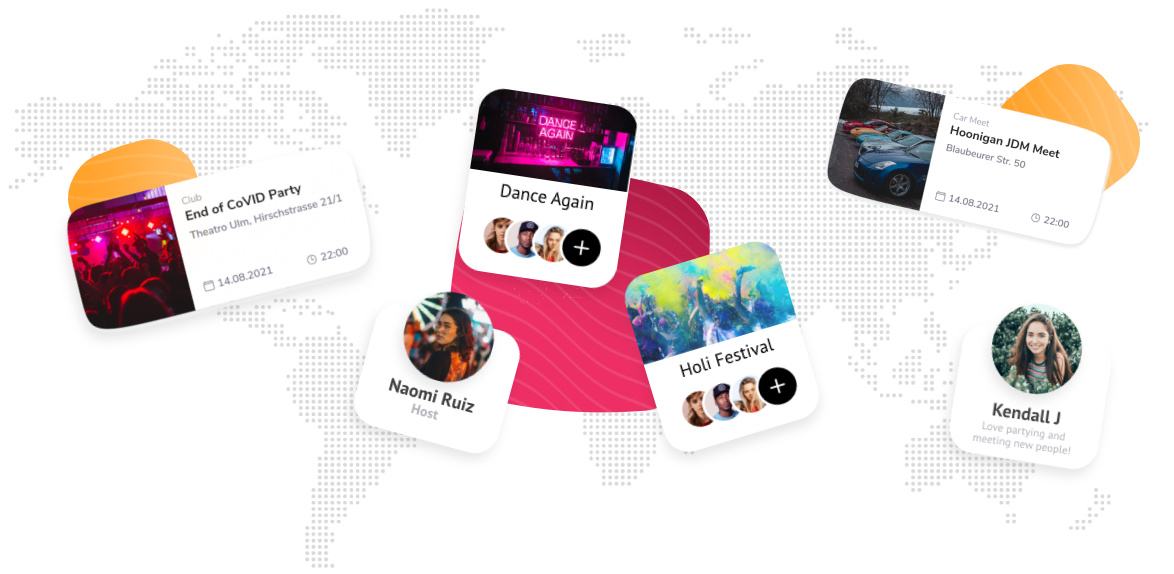 Club
End of CoVID Party
Theatro Ulm, Hirschstrasse 21/1
14.08.2021
22:00
DANCE
AGAIN
Dance Again
Car Meet
Hoonigan JDM Meet
Blaubeurer Str. 50
14.08.2021
22:00
Naomi Ruiz
Host
Holi Festival
Kendall J
Love partying and
meeting new people!